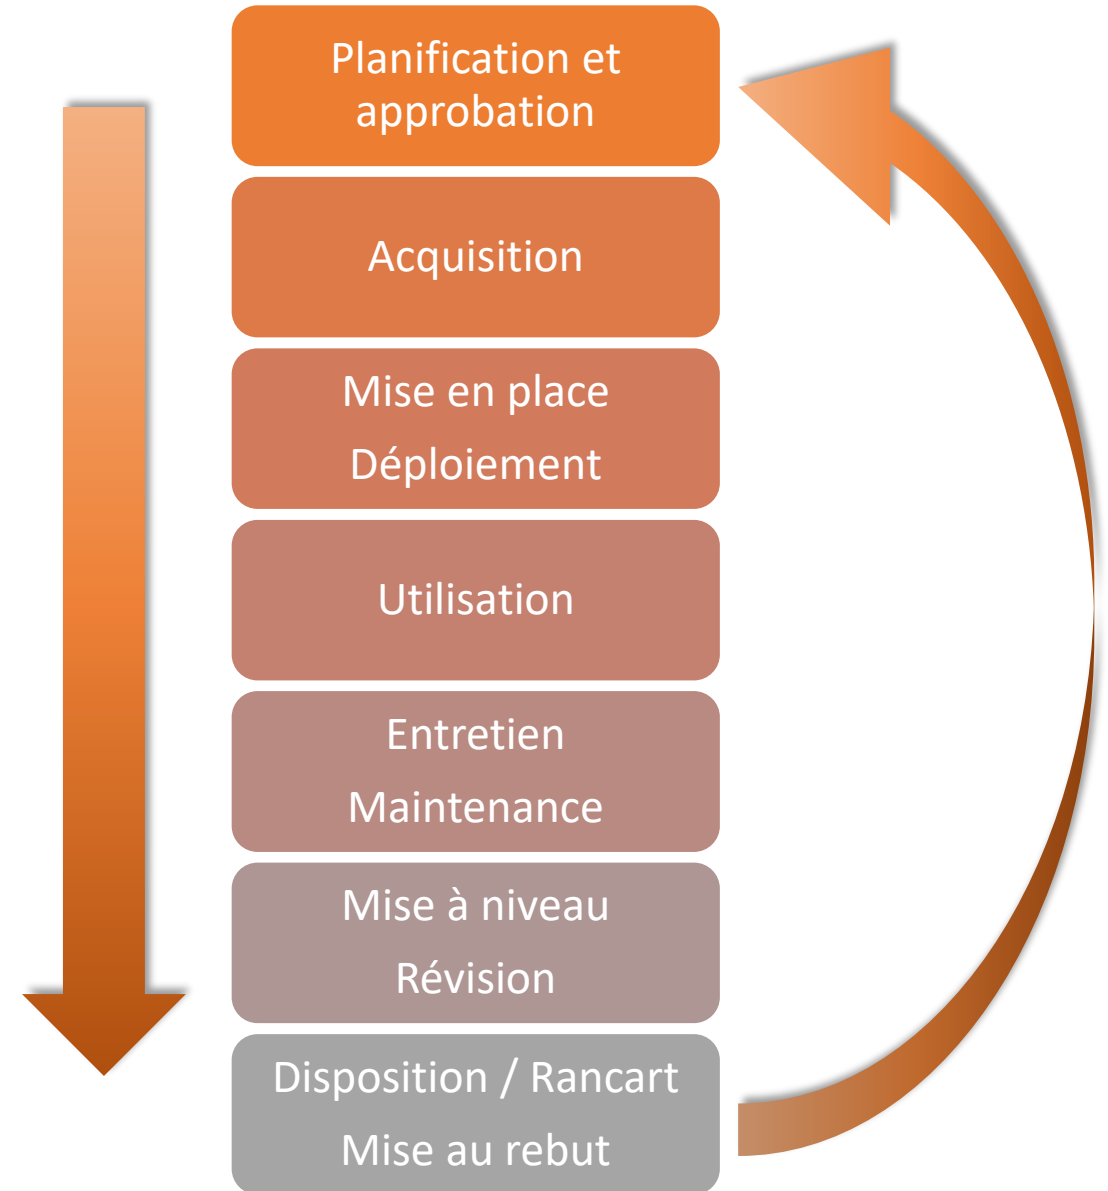 Planification et
approbation
Acquisition
Mise en place
Déploiement
Utilisation
Entretien
Maintenance
Mise à niveau
Révision
Disposition / Rancart
Mise au rebut